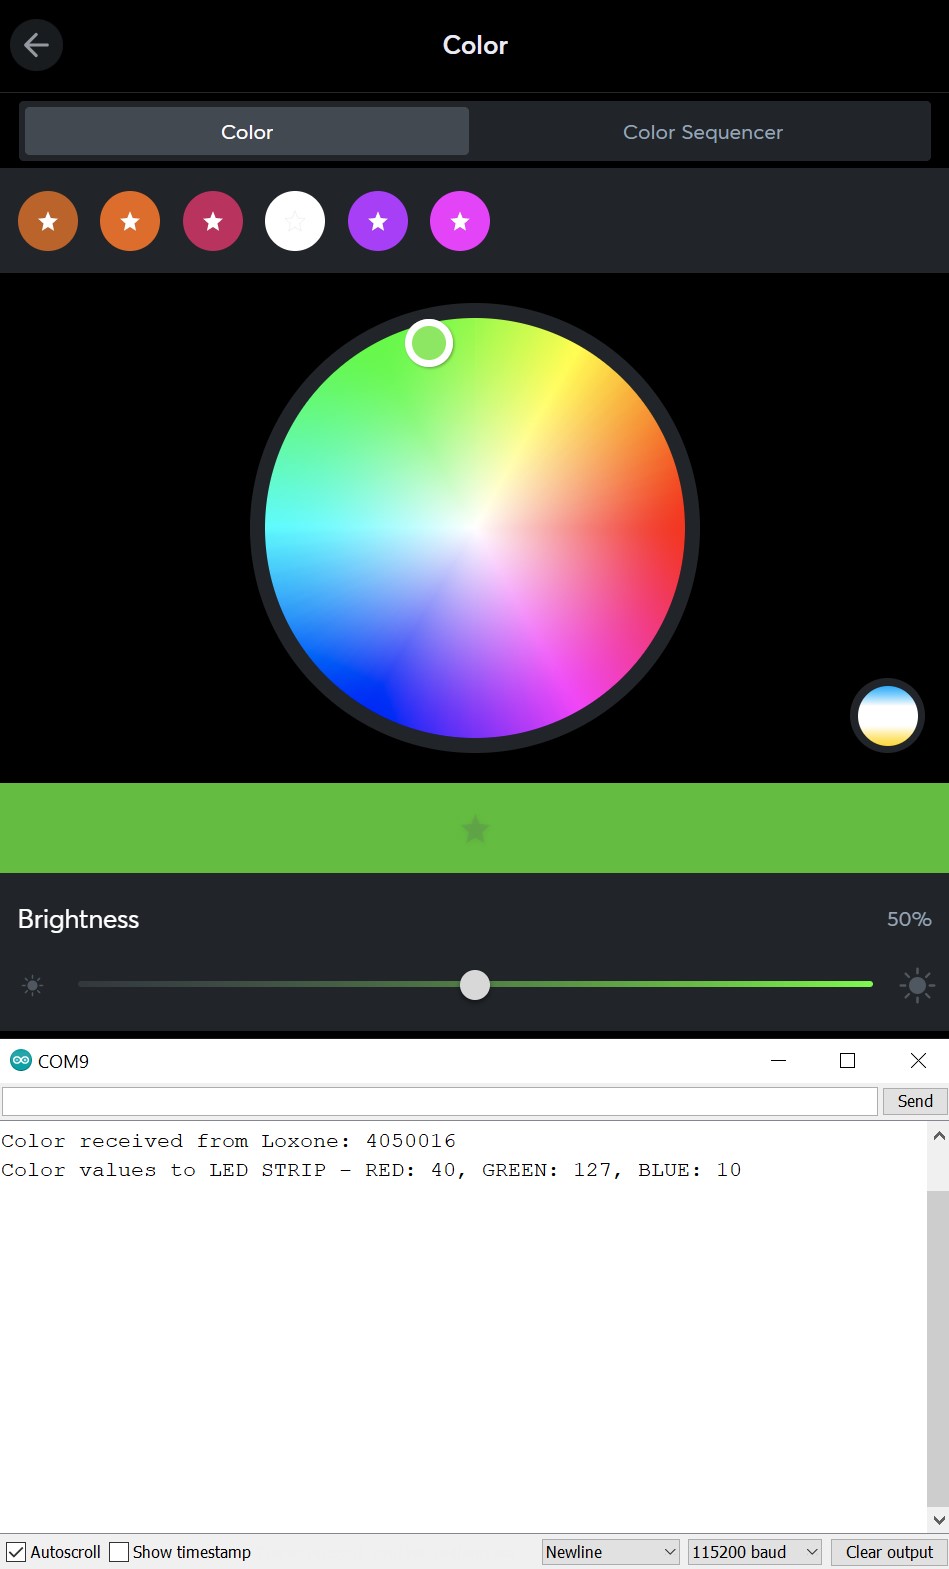 Color
Color
Color Sequencer
Brightness
50%
COM9
Send
Color received from Loxone: 4050016
Color values to LED STRIP - RED: 40, GREEN: 127, BLUE: 10
Autoscroll
Show timestamp
Newline
115200 baud
Clear output